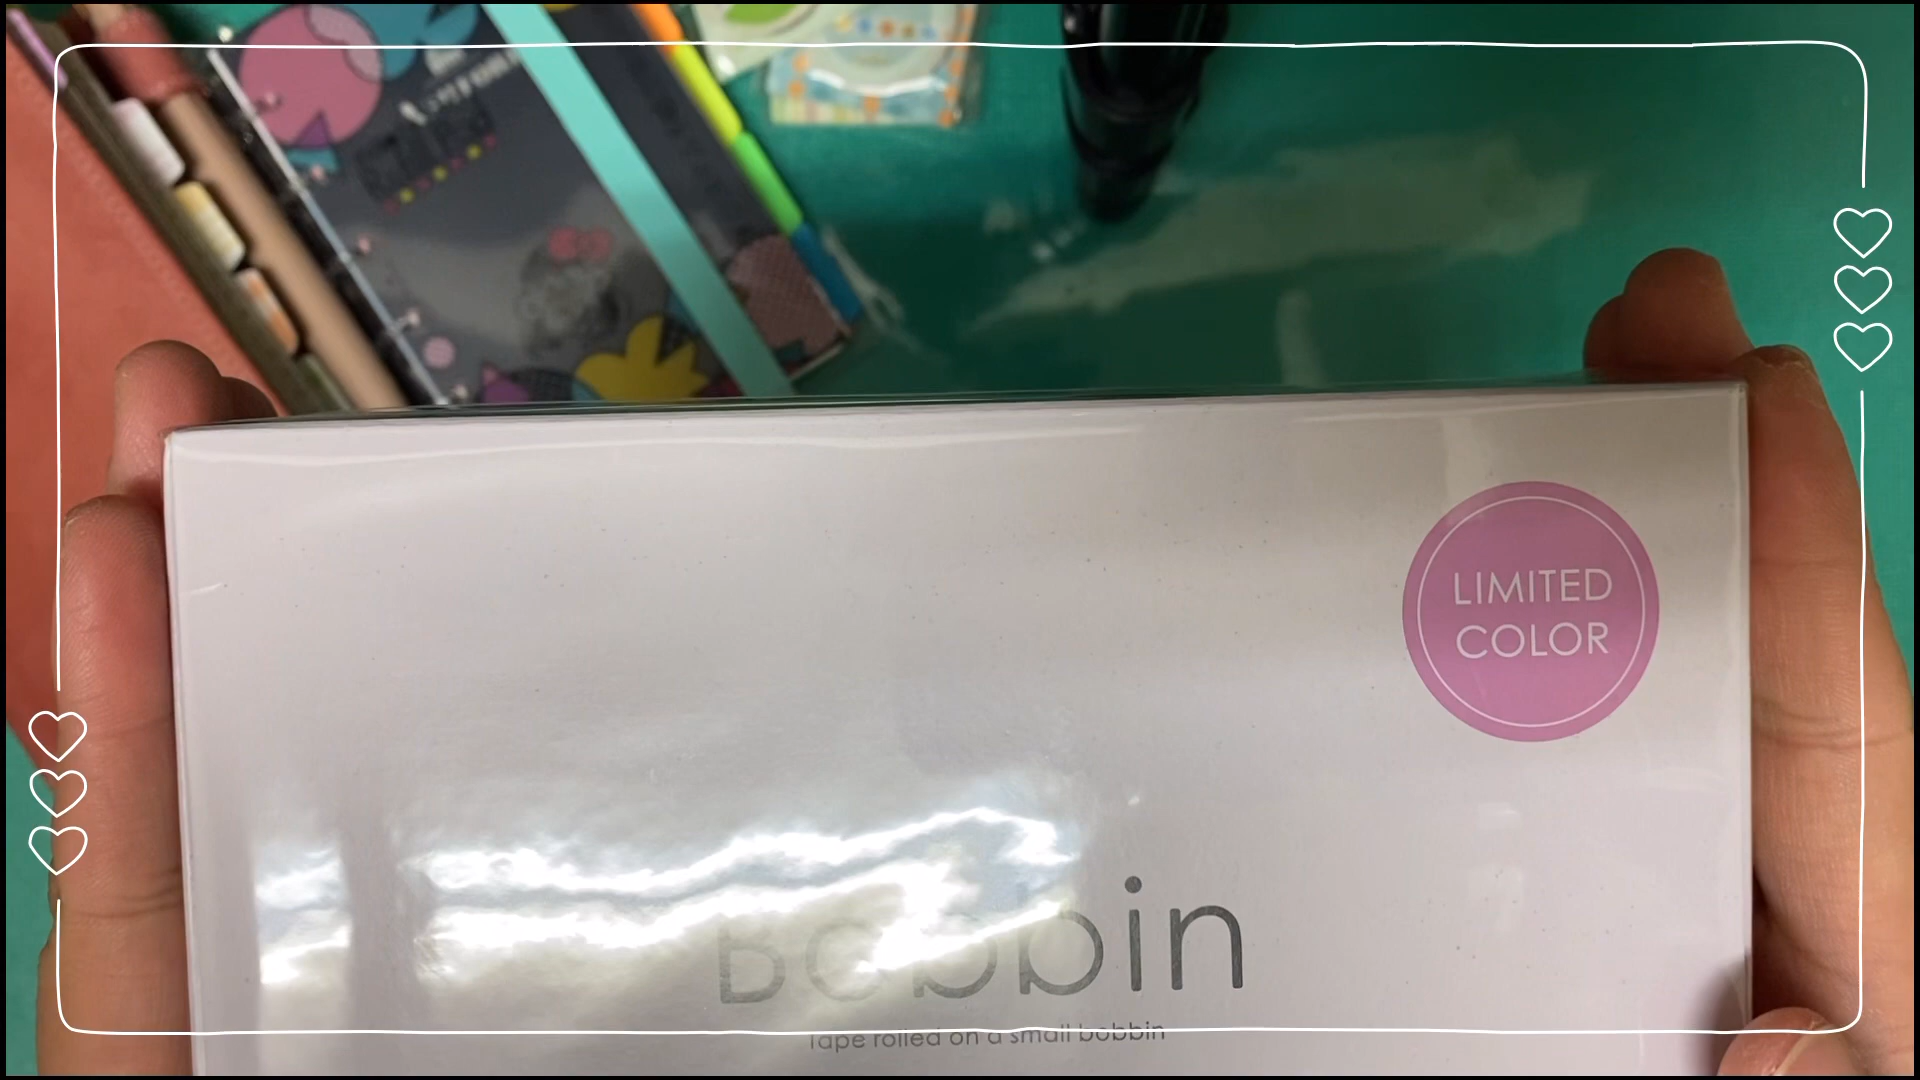 LIMITED
COLOR
Bobbin
Tape rolled on a small bobbin